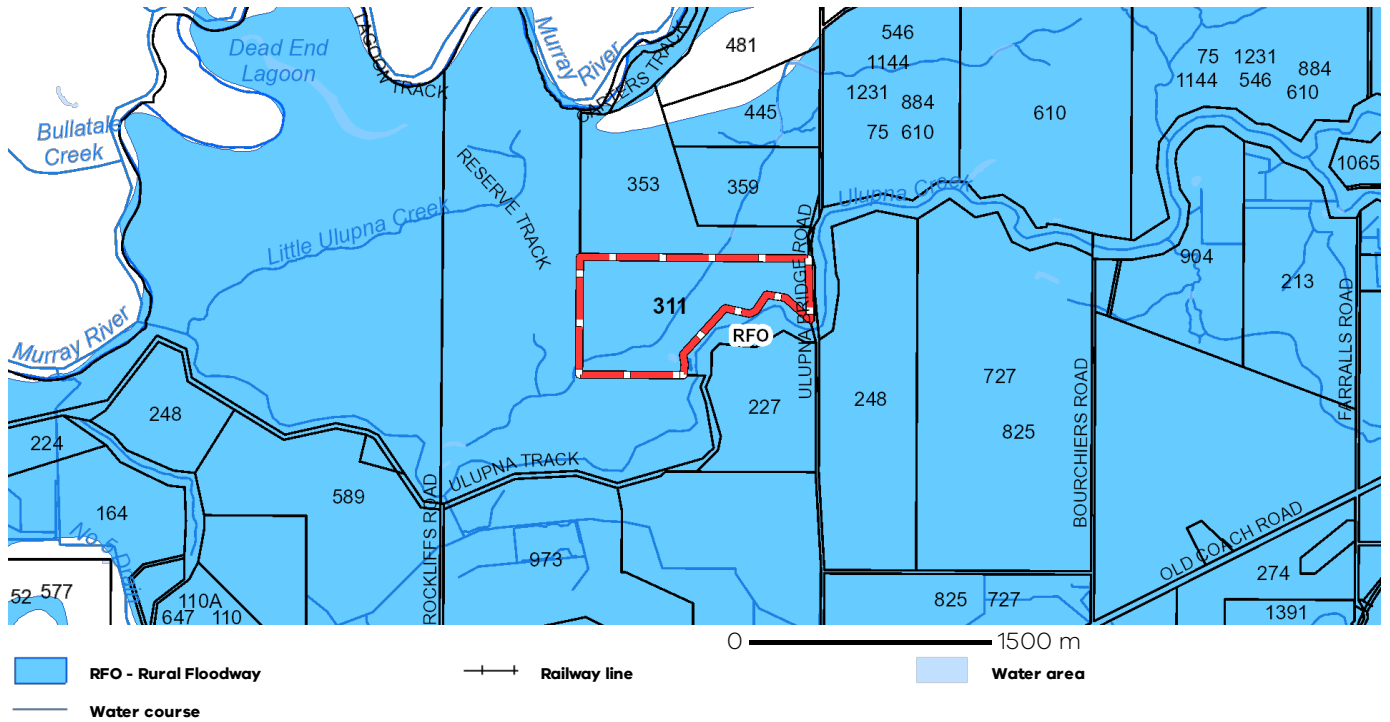 Dead End
Lagoon
LAGOON TRACK
Murray
River
CARTERS TRACK
481
546
1144
1231
884
75 610
610
75 1231
884
1144 546
610
445
Bullatale
Creek
RESERVE TRACK
353
359
1065
Ulupna Creek
Little Ulupna Creek
ULUPNA BRIDGE ROAD
904
213
311
RFO
FARRALLS ROAD
Murray River
BOURCHIERS ROAD
727
248
227
248
825
224
ULUPNA TRACK
589
ROCKLIFFS ROAD
164
No 5 Drain
OLD COACH ROAD
973
274
52 577
110A
647 110
825 727
1391
0 1500 m
RFO - Rural Floodway
Railway line
Water area
Water course